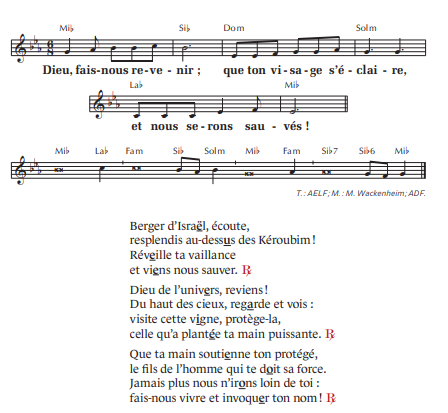 Mi♭ Si♭ Do m Sol m
Dieu, fais-nous re-ve-nir ; que ton vi-sa-ge s'é-clai-re,
La♭ Mi♭
et nous se-rons sau-vés !
Mi♭ La♭ Fa m Si♭ Sol m Mi♭ Fa m Si♭7 Si♭6 Mi♭
T. : AELF ; M. : M. Wackenheim ; ADF.
Berger d'Israël, écoute,
resplendis au-dessus des Kéroubim !
Réveille ta vaillance
et viens nous sauver. ℟
Dieu de l'univers, reviens !
Du haut des cieux, regarde et vois :
visite cette vigne, protège-la,
celle qu'a plantée ta main puissante. ℟
Que ta main soutienne ton protégé,
le fils de l'homme qui te doit sa force.
Jamais plus nous n'irons loin de toi :
fais-nous vivre et invoquer ton nom ! ℟